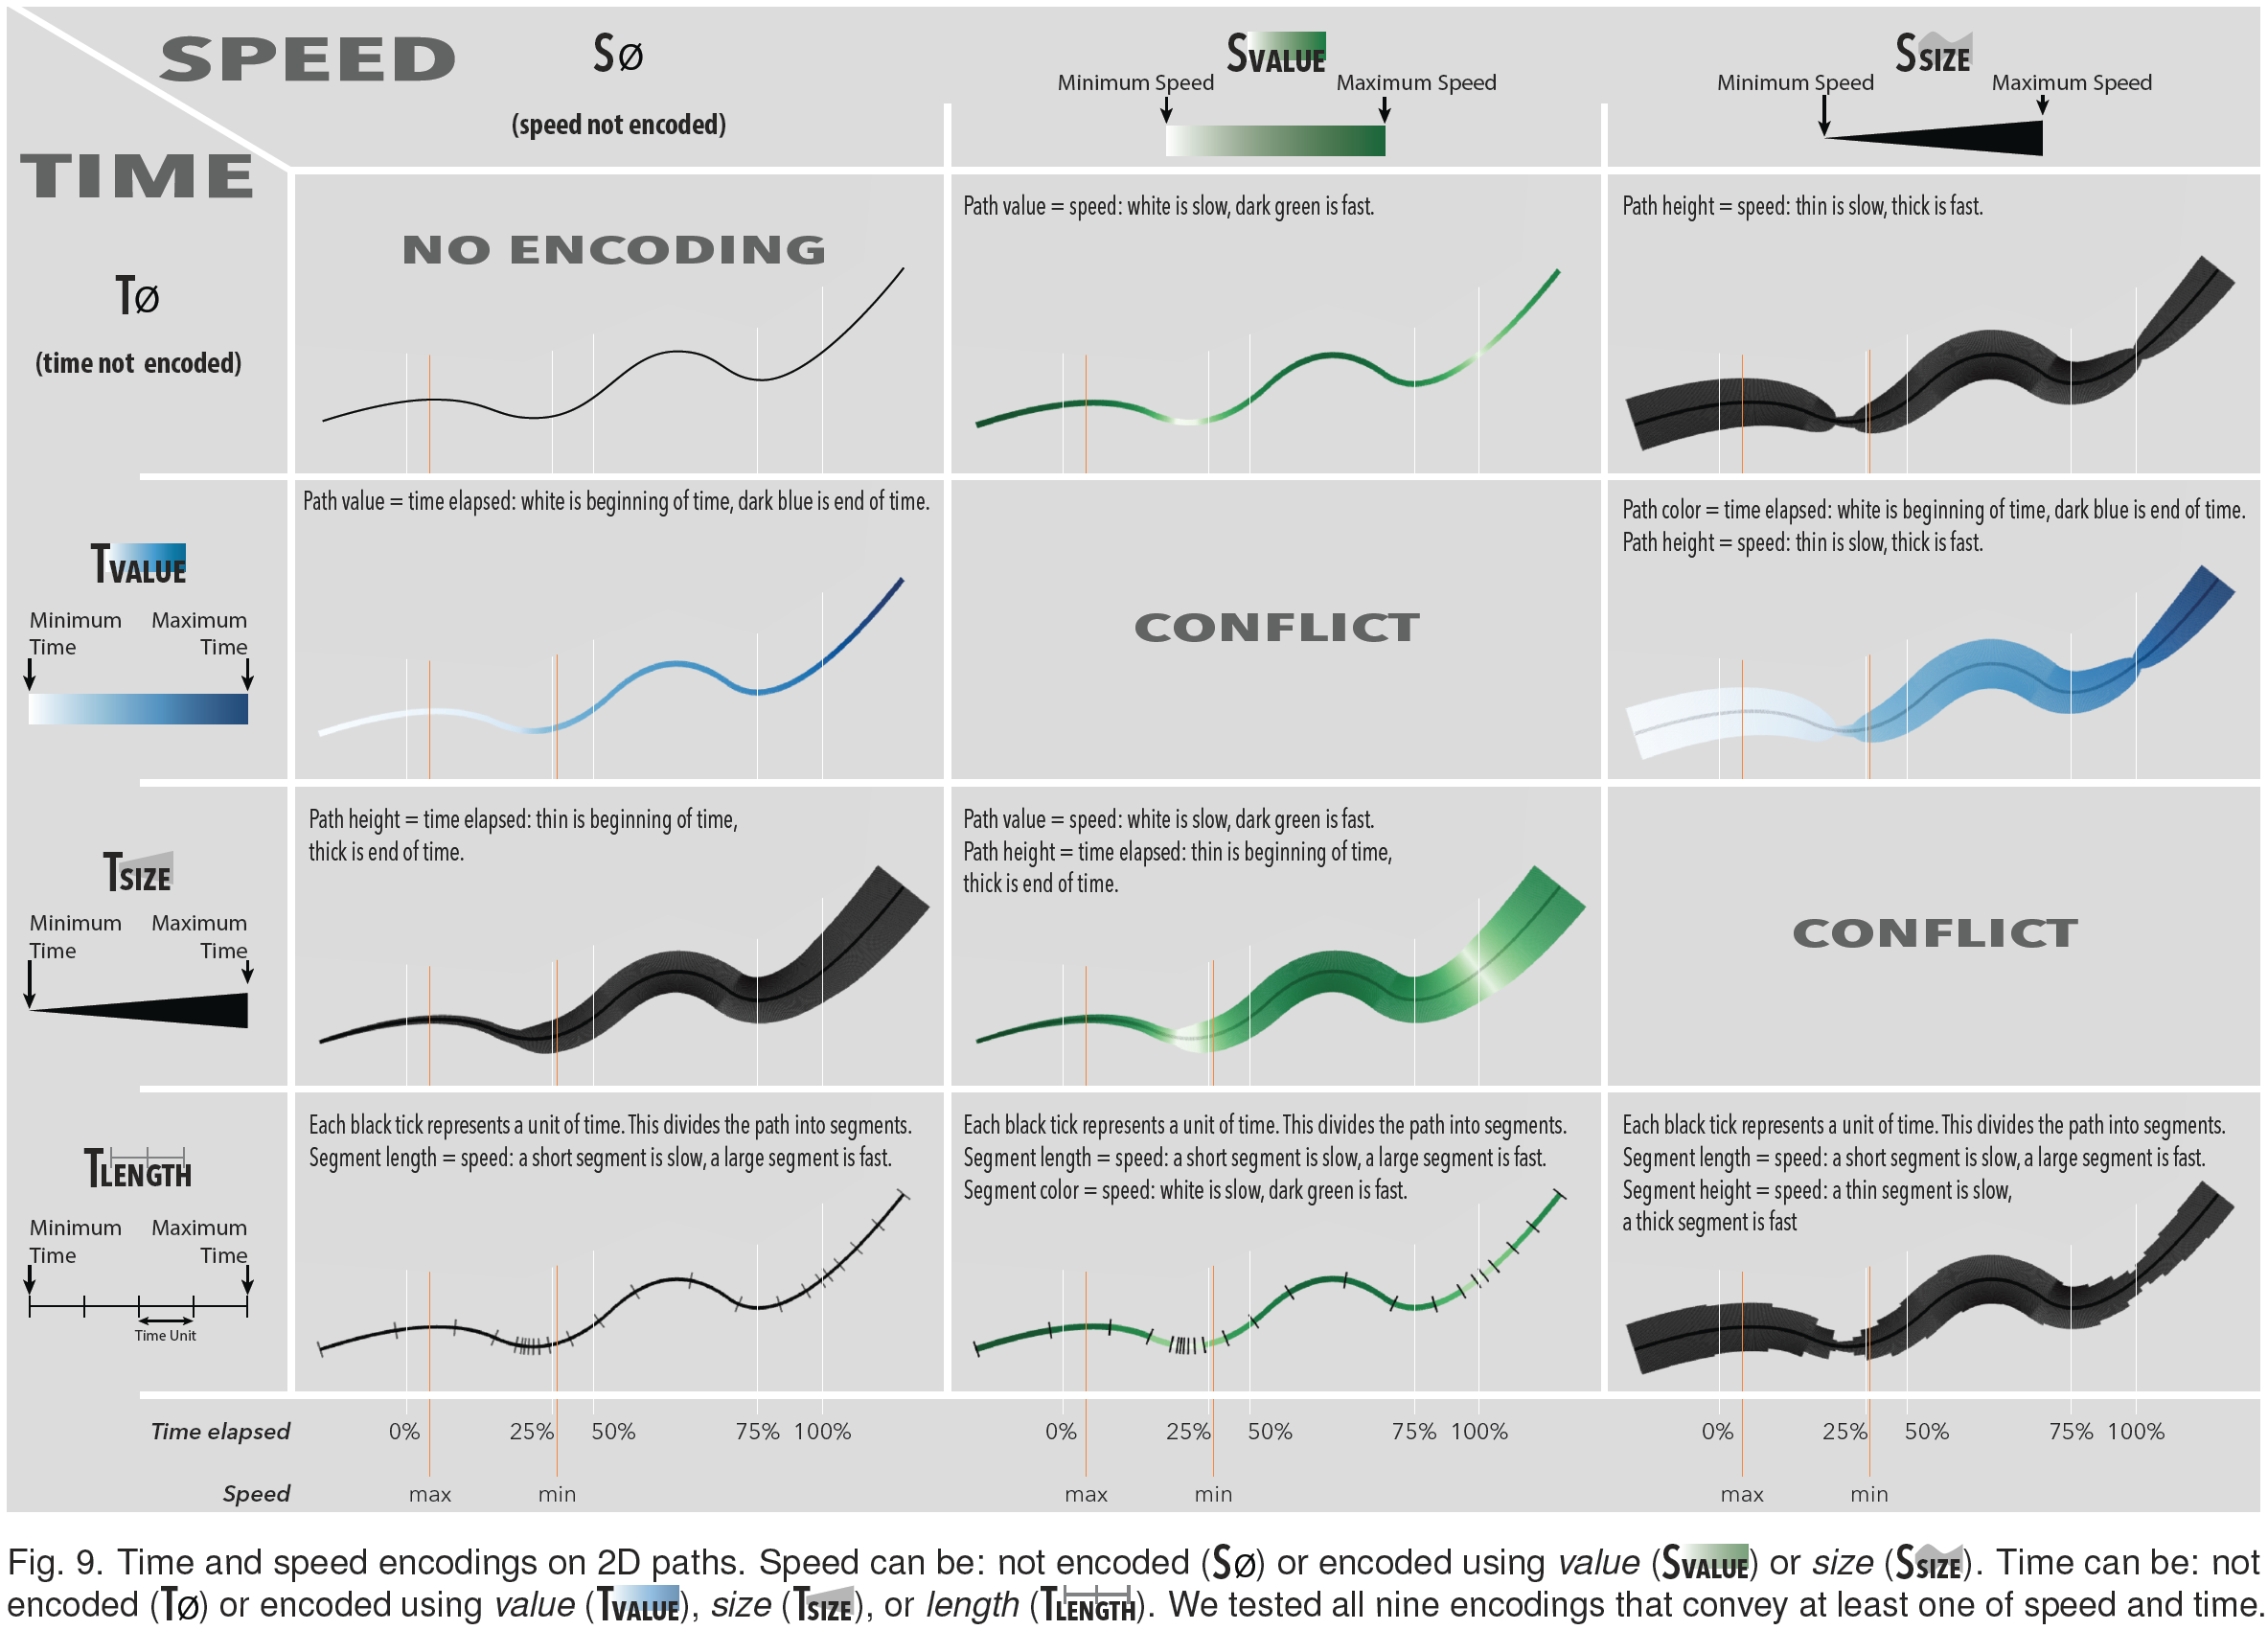 SPEED
TIME
SØ
(speed not encoded)
SVALUE
Minimum Speed Maximum Speed
SSIZE
Minimum Speed Maximum Speed
TØ
(time not encoded)
NO ENCODING
Path value = speed: white is slow, dark green is fast.
Path height = speed: thin is slow, thick is fast.
TVALUE
Minimum Maximum
Time Time
Path value = time elapsed: white is beginning of time, dark blue is end of time.
CONFLICT
Path color = time elapsed: white is beginning of time, dark blue is end of time.
Path height = speed: thin is slow, thick is fast.
TSIZE
Minimum Maximum
Time Time
Path height = time elapsed: thin is beginning of time,
thick is end of time.
Path value = speed: white is slow, dark green is fast.
Path height = time elapsed: thin is beginning of time,
thick is end of time.
CONFLICT
TLENGTH
Minimum Maximum
Time Time
Time Unit
Each black tick represents a unit of time. This divides the path into segments.
Segment length = speed: a short segment is slow, a large segment is fast.
Each black tick represents a unit of time. This divides the path into segments.
Segment length = speed: a short segment is slow, a large segment is fast.
Segment color = speed: white is slow, dark green is fast.
Each black tick represents a unit of time. This divides the path into segments.
Segment length = speed: a short segment is slow, a large segment is fast.
Segment height = speed: a thin segment is slow,
a thick segment is fast
Time elapsed 0% 25% 50% 75% 100% 0% 25% 50% 75% 100% 0% 25% 50% 75% 100%
Speed max min max min max min
Fig. 9. Time and speed encodings on 2D paths. Speed can be: not encoded (SØ) or encoded using value (SVALUE) or size (SSIZE). Time can be: not
encoded (TØ) or encoded using value (TVALUE), size (TSIZE), or length (TLENGTH). We tested all nine encodings that convey at least one of speed and time.